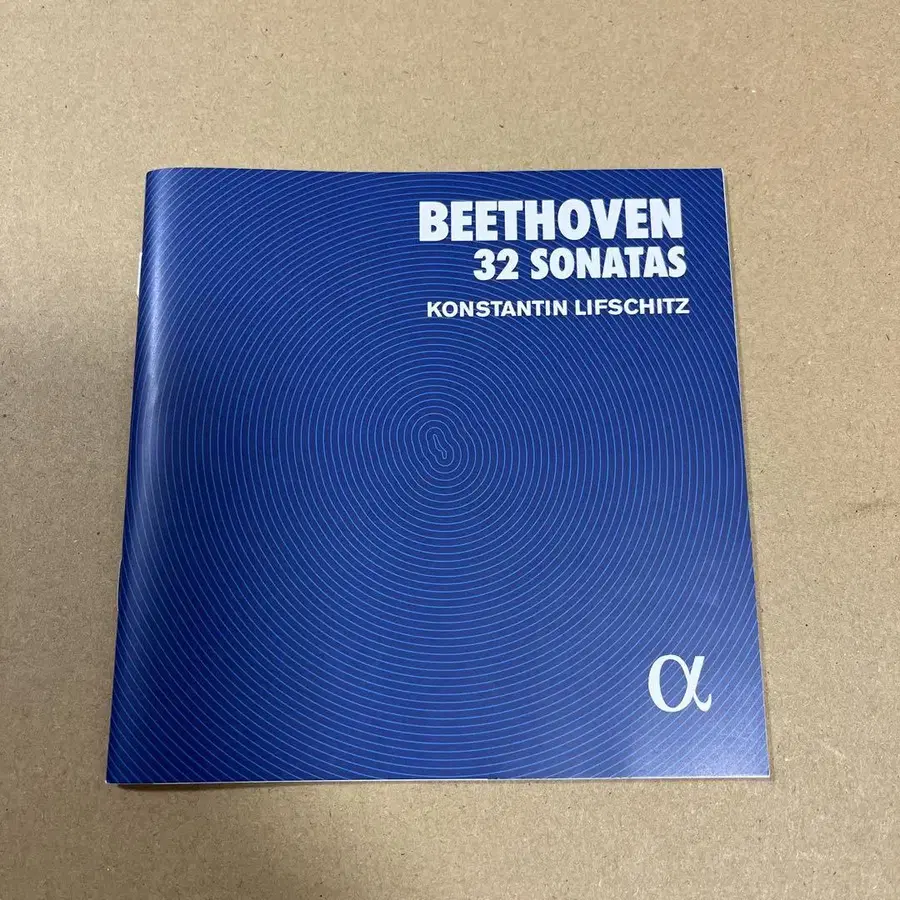 BEETHOVEN
32 SONATAS
KONSTANTIN LIFSCHITZ
α